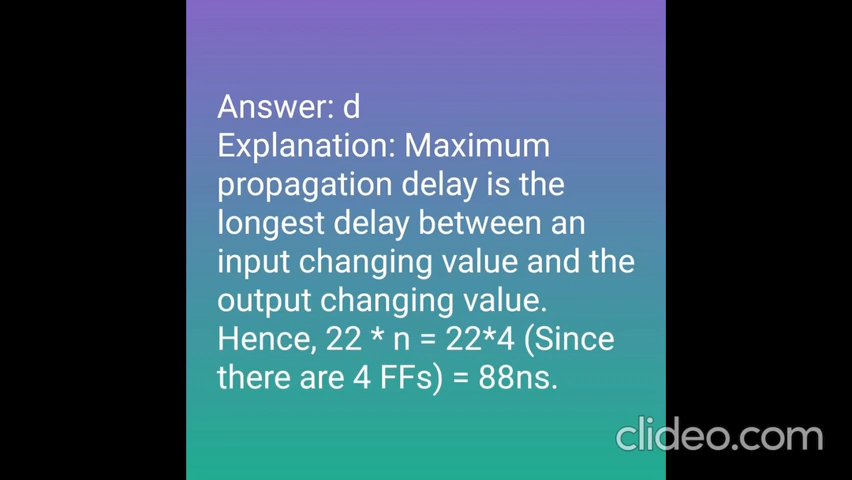 Answer: d
Explanation: Maximum
propagation delay is the
longest delay between an
input changing value and the
output changing value.
Hence, 22 * n = 22*4 (Since
there are 4 FFs) = 88ns.
clideo.com